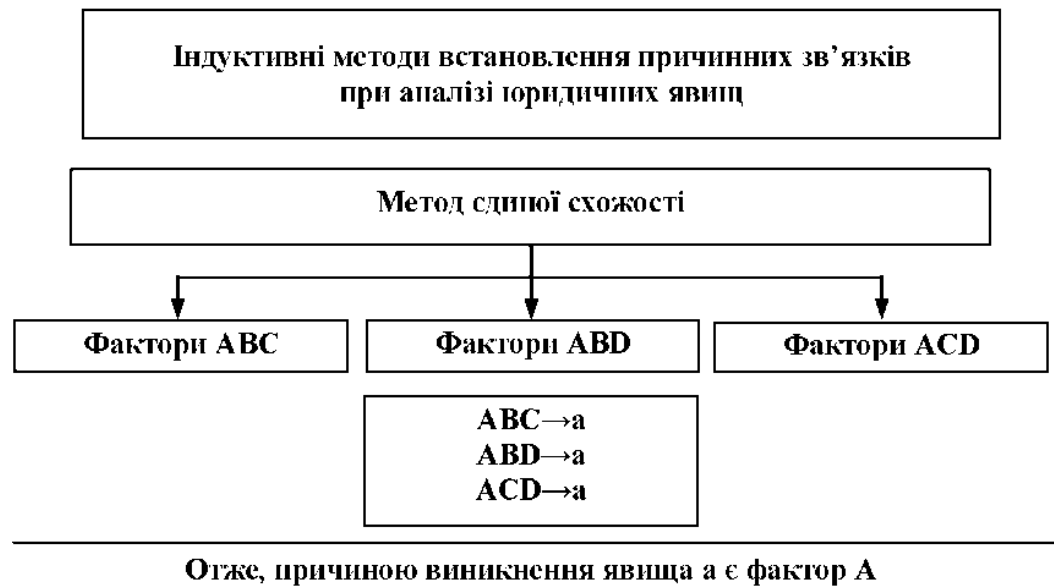 Індуктивні методи встановлення причинних зв’язків
при аналізі юридичних явищ
Метод єдиної схожості
Фактори ABC
Фактори ABD
Фактори ACD
ABC→a
ABD→a
ACD→a
Отже, причиною виникнення явища а є фактор А